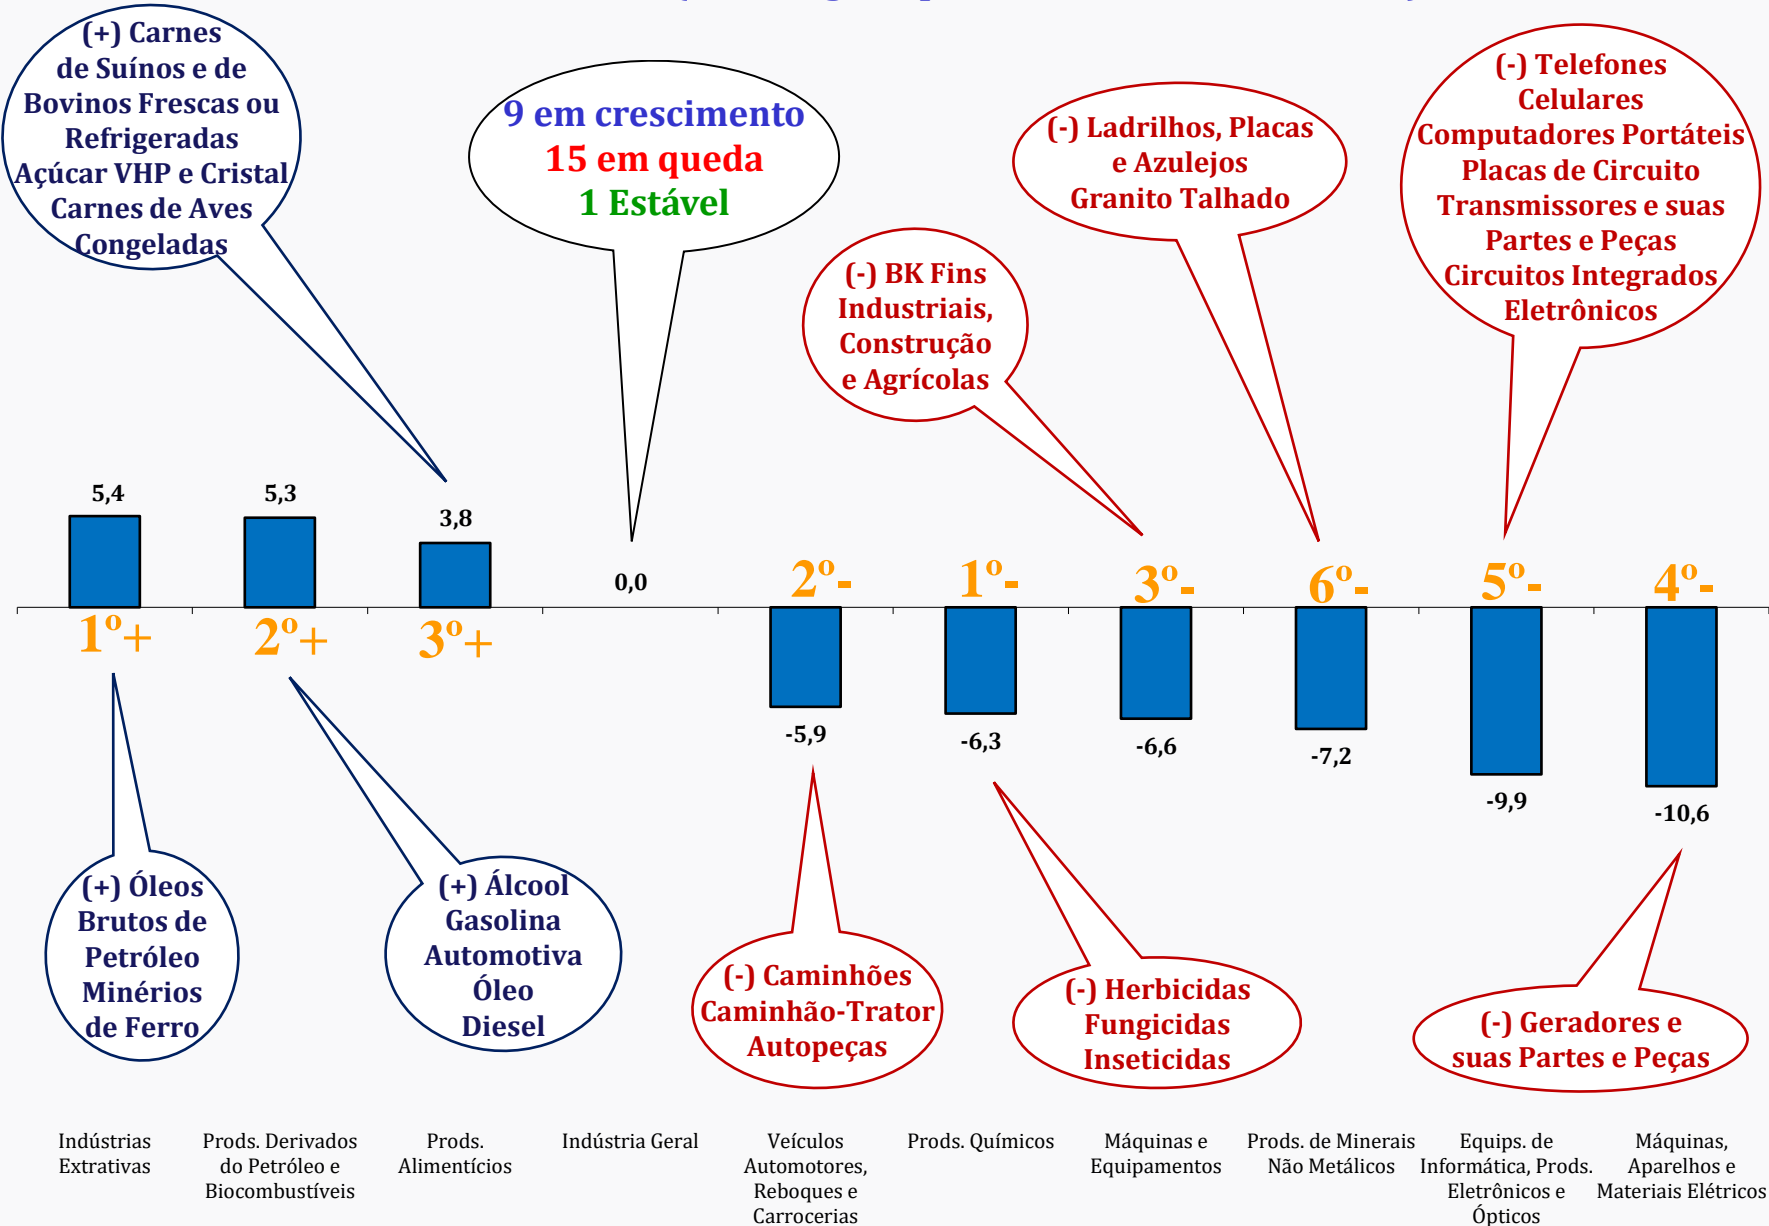 (+) Carnes
de Suínos e de
Bovinos Frescas ou
Refrigeradas
Açúcar VHP e Cristal
Carnes de Aves
Congeladas
9 em crescimento
15 em queda
1 Estável
(-) BK Fins
Industriais,
Construção
e Agrícolas
(-) Ladrilhos, Placas
e Azulejos
Granito Talhado
(-) Telefones
Celulares
Computadores Portáteis
Placas de Circuito
Transmissores e suas
Partes e Peças
Circuitos Integrados
Eletrônicos
5,4
5,3
3,8
0,0
2º-
1º-
3º-
6º-
5º-
4º-
1º+
2º+
3º+
-5,9
-6,3
-6,6
-7,2
-9,9
-10,6
(+) Óleos
Brutos de
Petróleo
Minérios
de Ferro
(+) Álcool
Gasolina
Automotiva
Óleo
Diesel
(-) Caminhões
Caminhão-Trator
Autopeças
(-) Herbicidas
Fungicidas
Inseticidas
(-) Geradores e
suas Partes e Peças
Indústrias
Extrativas
Prods. Derivados
do Petróleo e
Biocombustíveis
Prods.
Alimentícios
Indústria Geral
Veículos
Automotores,
Reboques e
Carrocerias
Prods. Químicos
Máquinas e
Equipamentos
Prods. de Minerais
Não Metálicos
Equips. de
Informática, Prods.
Eletrônicos e
Ópticos
Máquinas,
Aparelhos e
Materiais Elétricos